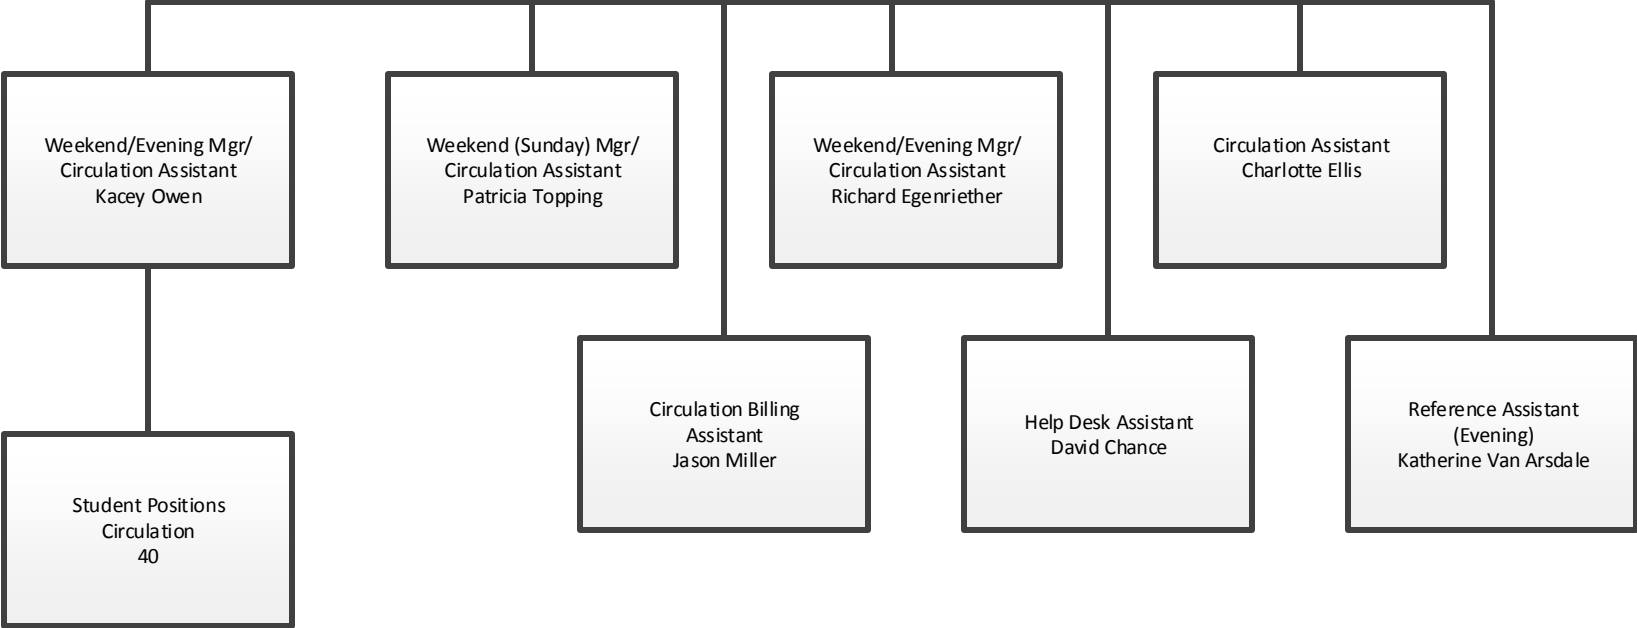 Weekend/Evening Mgr/
Circulation Assistant
Kacey Owen
Weekend (Sunday) Mgr/
Circulation Assistant
Patricia Topping
Weekend/Evening Mgr/
Circulation Assistant
Richard Egenriether
Circulation Assistant
Charlotte Ellis
Circulation Billing
Assistant
Jason Miller
Help Desk Assistant
David Chance
Reference Assistant
(Evening)
Katherine Van Arsdale
Student Positions
Circulation
40